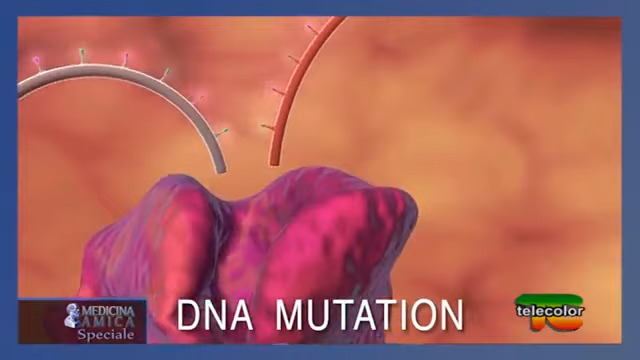 MEDICINA
AMICA
Speciale
DNA MUTATION
telecolor